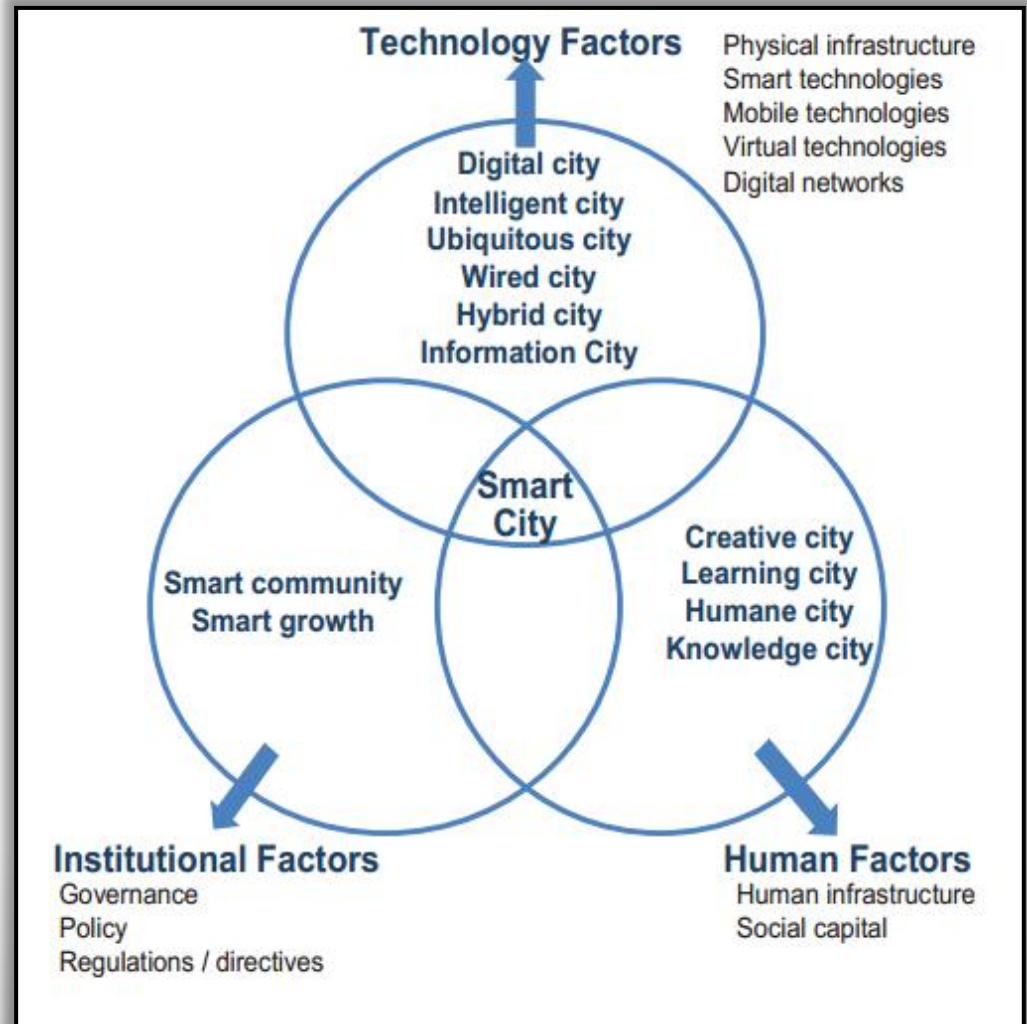 Technology Factors
Physical infrastructure
Smart technologies
Mobile technologies
Virtual technologies
Digital networks
Digital city
Intelligent city
Ubiquitous city
Wired city
Hybrid city
Information City
Smart
City
Smart community
Smart growth
Creative city
Learning city
Humane city
Knowledge city
Institutional Factors
Governance
Policy
Regulations / directives
Human Factors
Human infrastructure
Social capital